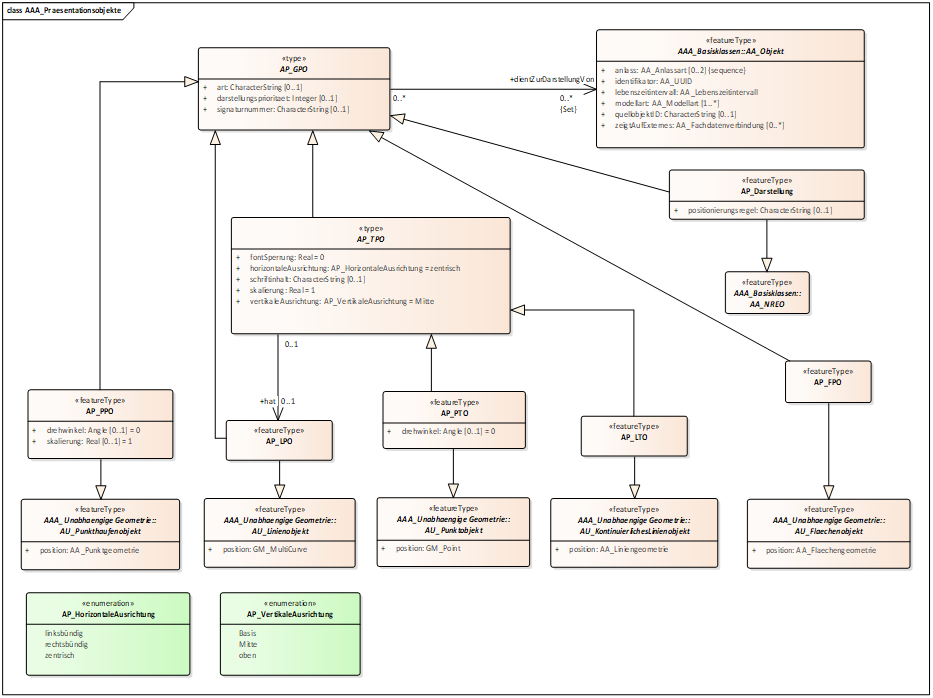 class AAA_Praesentationsobjekte
«type»
AP_GPO
+ art: CharacterString [0..1]
+ darstellungsprioritaet: Integer [0..1]
+ signaturnummer: CharacterString [0..1]
+dientZurDarstellungVon
0..*
0..*
{Set}
«featureType»
AAA_Basisklassen::AA_Objekt
+ anlass: AA_Anlassart [0..2] {sequence}
+ identifikator: AA_UUID
+ lebenszeitintervall: AA_Lebenszeitintervall
+ modellart: AA_Modellart [1..*]
+ quellobjektID: CharacterString [0..1]
+ zeigtAufExternes: AA_Fachdatenverbindung [0..*]
«featureType»
AP_Darstellung
+ positionierungsregel: CharacterString [0..1]
«type»
AP_TPO
+ fontSperrung: Real = 0
+ horizontaleAusrichtung: AP_HorizontaleAusrichtung = zentrisch
+ schriftinhalt: CharacterString [0..1]
+ skalierung: Real = 1
+ vertikaleAusrichtung: AP_VertikaleAusrichtung = Mitte
«featureType»
AAA_Basisklassen::
AA_NREO
0..1
+hat 0..1
«featureType»
AP_PPO
+ drehwinkel: Angle [0..1] = 0
+ skalierung: Real [0..1] = 1
«featureType»
AP_LPO
«featureType»
AP_PTO
+ drehwinkel: Angle [0..1] = 0
«featureType»
AP_LTO
«featureType»
AP_FPO
«featureType»
AAA_Unabhaengige Geometrie::
AU_Punkthaufenobjekt
+ position: AA_Punktgeometrie
«featureType»
AAA_Unabhaengige Geometrie::
AU_Linienobjekt
+ position: GM_MultiCurve
«featureType»
AAA_Unabhaengige Geometrie::
AU_Punktobjekt
+ position: GM_Point
«featureType»
AAA_Unabhaengige Geometrie::
AU_KontinuierlichesLinienobjekt
+ position: AA_Liniengeometrie
«featureType»
AAA_Unabhaengige Geometrie::
AU_Flaechenobjekt
+ position: AA_Flaechengeometrie
«enumeration»
AP_HorizontaleAusrichtung
linksbündig
rechtsbündig
zentrisch
«enumeration»
AP_VertikaleAusrichtung
Basis
Mitte
oben